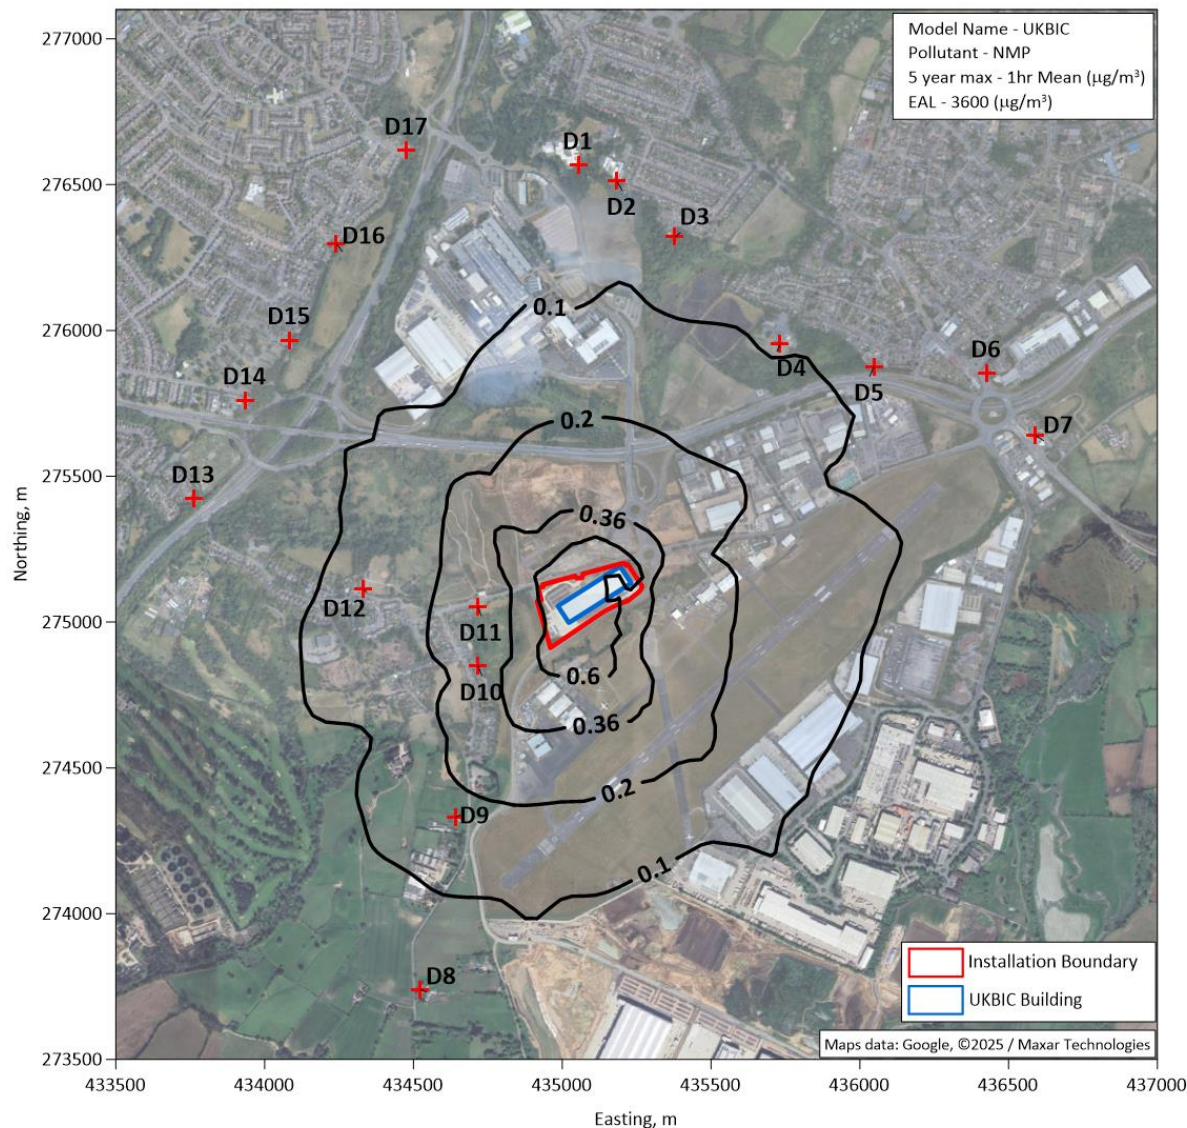 Model Name - UKBIC
Pollutant - NMP
5 year max - 1hr Mean (µg/m³)
EAL - 3600 (µg/m³)
277000
276500
276000
275500
275000
274500
274000
273500
Northing, m
D17
D1
D2
D3
D16
D15
D14
D13
0.1
D4
D5
D6
D7
0.2
0.36
D12
D11
D10
0.6
0.36
0.2
D9
0.1
D8
Installation Boundary
UKBIC Building
Maps data: Google, ©2025 / Maxar Technologies
433500
434000
434500
435000
435500
436000
436500
437000
Easting, m